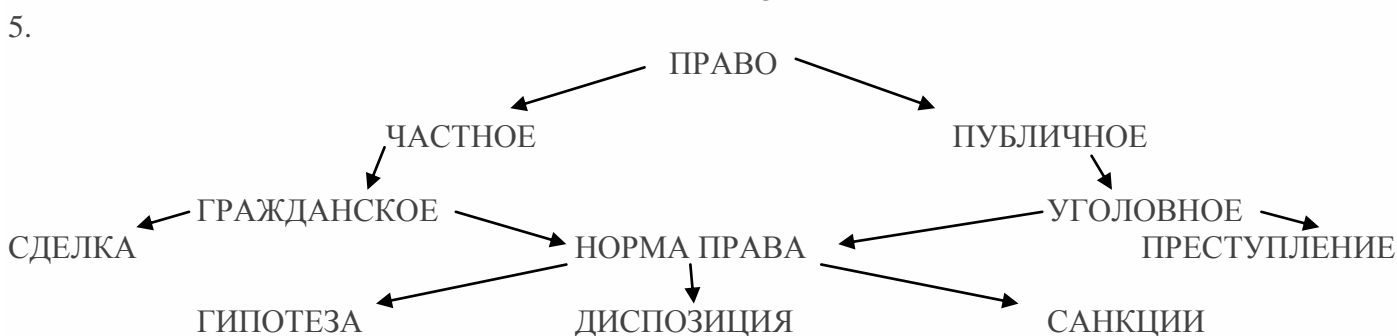 5.
ПРАВО
ЧАСТНОЕ ПУБЛИЧНОЕ
ГРАЖДАНСКОЕ УГОЛОВНОЕ
СДЕЛКА НОРМА ПРАВА ПРЕСТУПЛЕНИЕ
ГИПОТЕЗА ДИСПОЗИЦИЯ САНКЦИИ